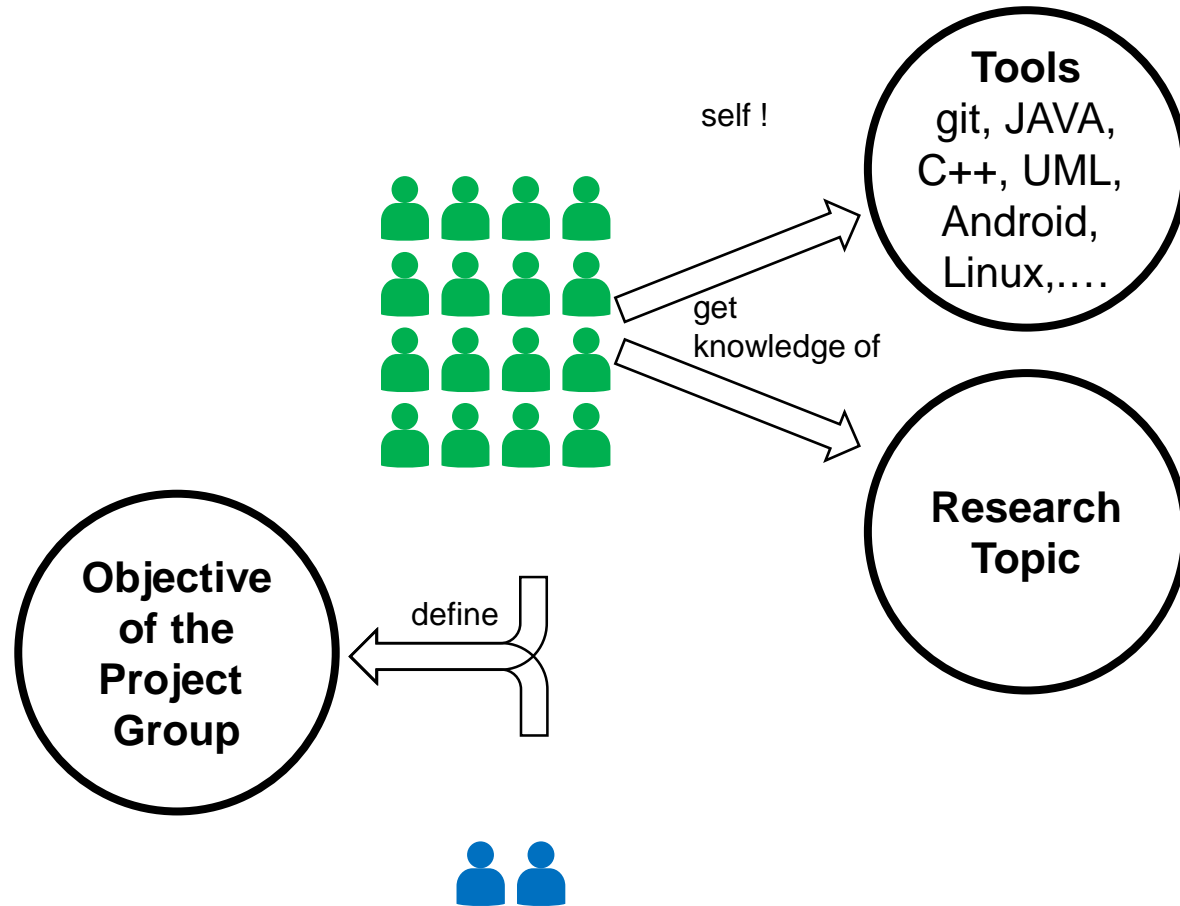 self !
Tools
git, JAVA,
C++, UML,
Android,
Linux,....
get
knowledge of
Research
Topic
define
Objective
of the
Project
Group